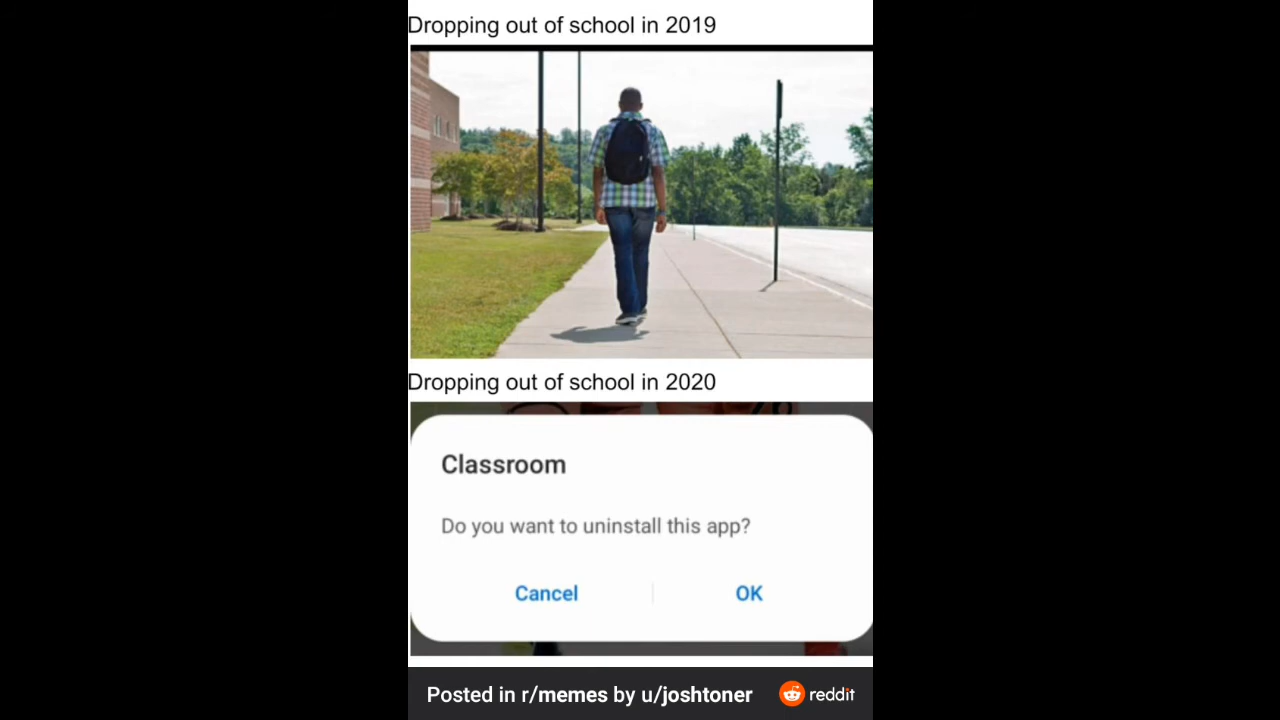 Dropping out of school in 2019
Dropping out of school in 2020
Classroom
Do you want to uninstall this app?
Cancel OK
Posted in r/memes by u/joshtoner reddit